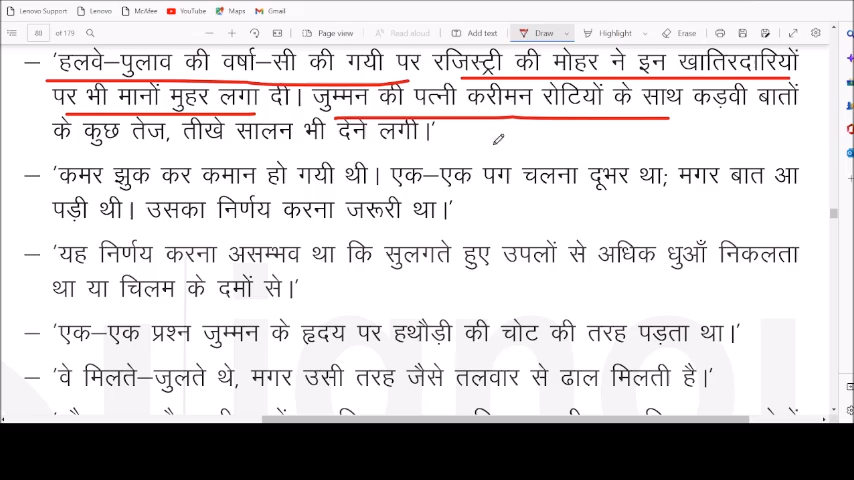 Lenovo Support
Lenovo
McAfee
YouTube
Maps
Gmail
80
of 179
Page view
Read aloud
Add text
Draw
Highlight
Erase
– 'हलवे–पुलाव की वर्षा–सी की गयी पर रजिस्ट्री की मोहर ने इन खातिरदारियों
पर भी मानों मुहर लगा दी। जुम्मन की पत्नी करीमन रोटियों के साथ कड़वी बातों
के कुछ तेज, तीखे सालन भी देने लगी।'
– 'कमर झुक कर कमान हो गयी थी। एक–एक पग चलना दूभर था; मगर बात आ
पड़ी थी। उसका निर्णय करना जरूरी था।'
– 'यह निर्णय करना असम्भव था कि सुलगते हुए उपलों से अधिक धुआँ निकलता
था या चिलम के दमों से।'
– 'एक–एक प्रश्न जुम्मन के हृदय पर हथौड़ी की चोट की तरह पड़ता था।'
– 'वे मिलते–जुलते थे, मगर उसी तरह जैसे तलवार से ढाल मिलती है।'